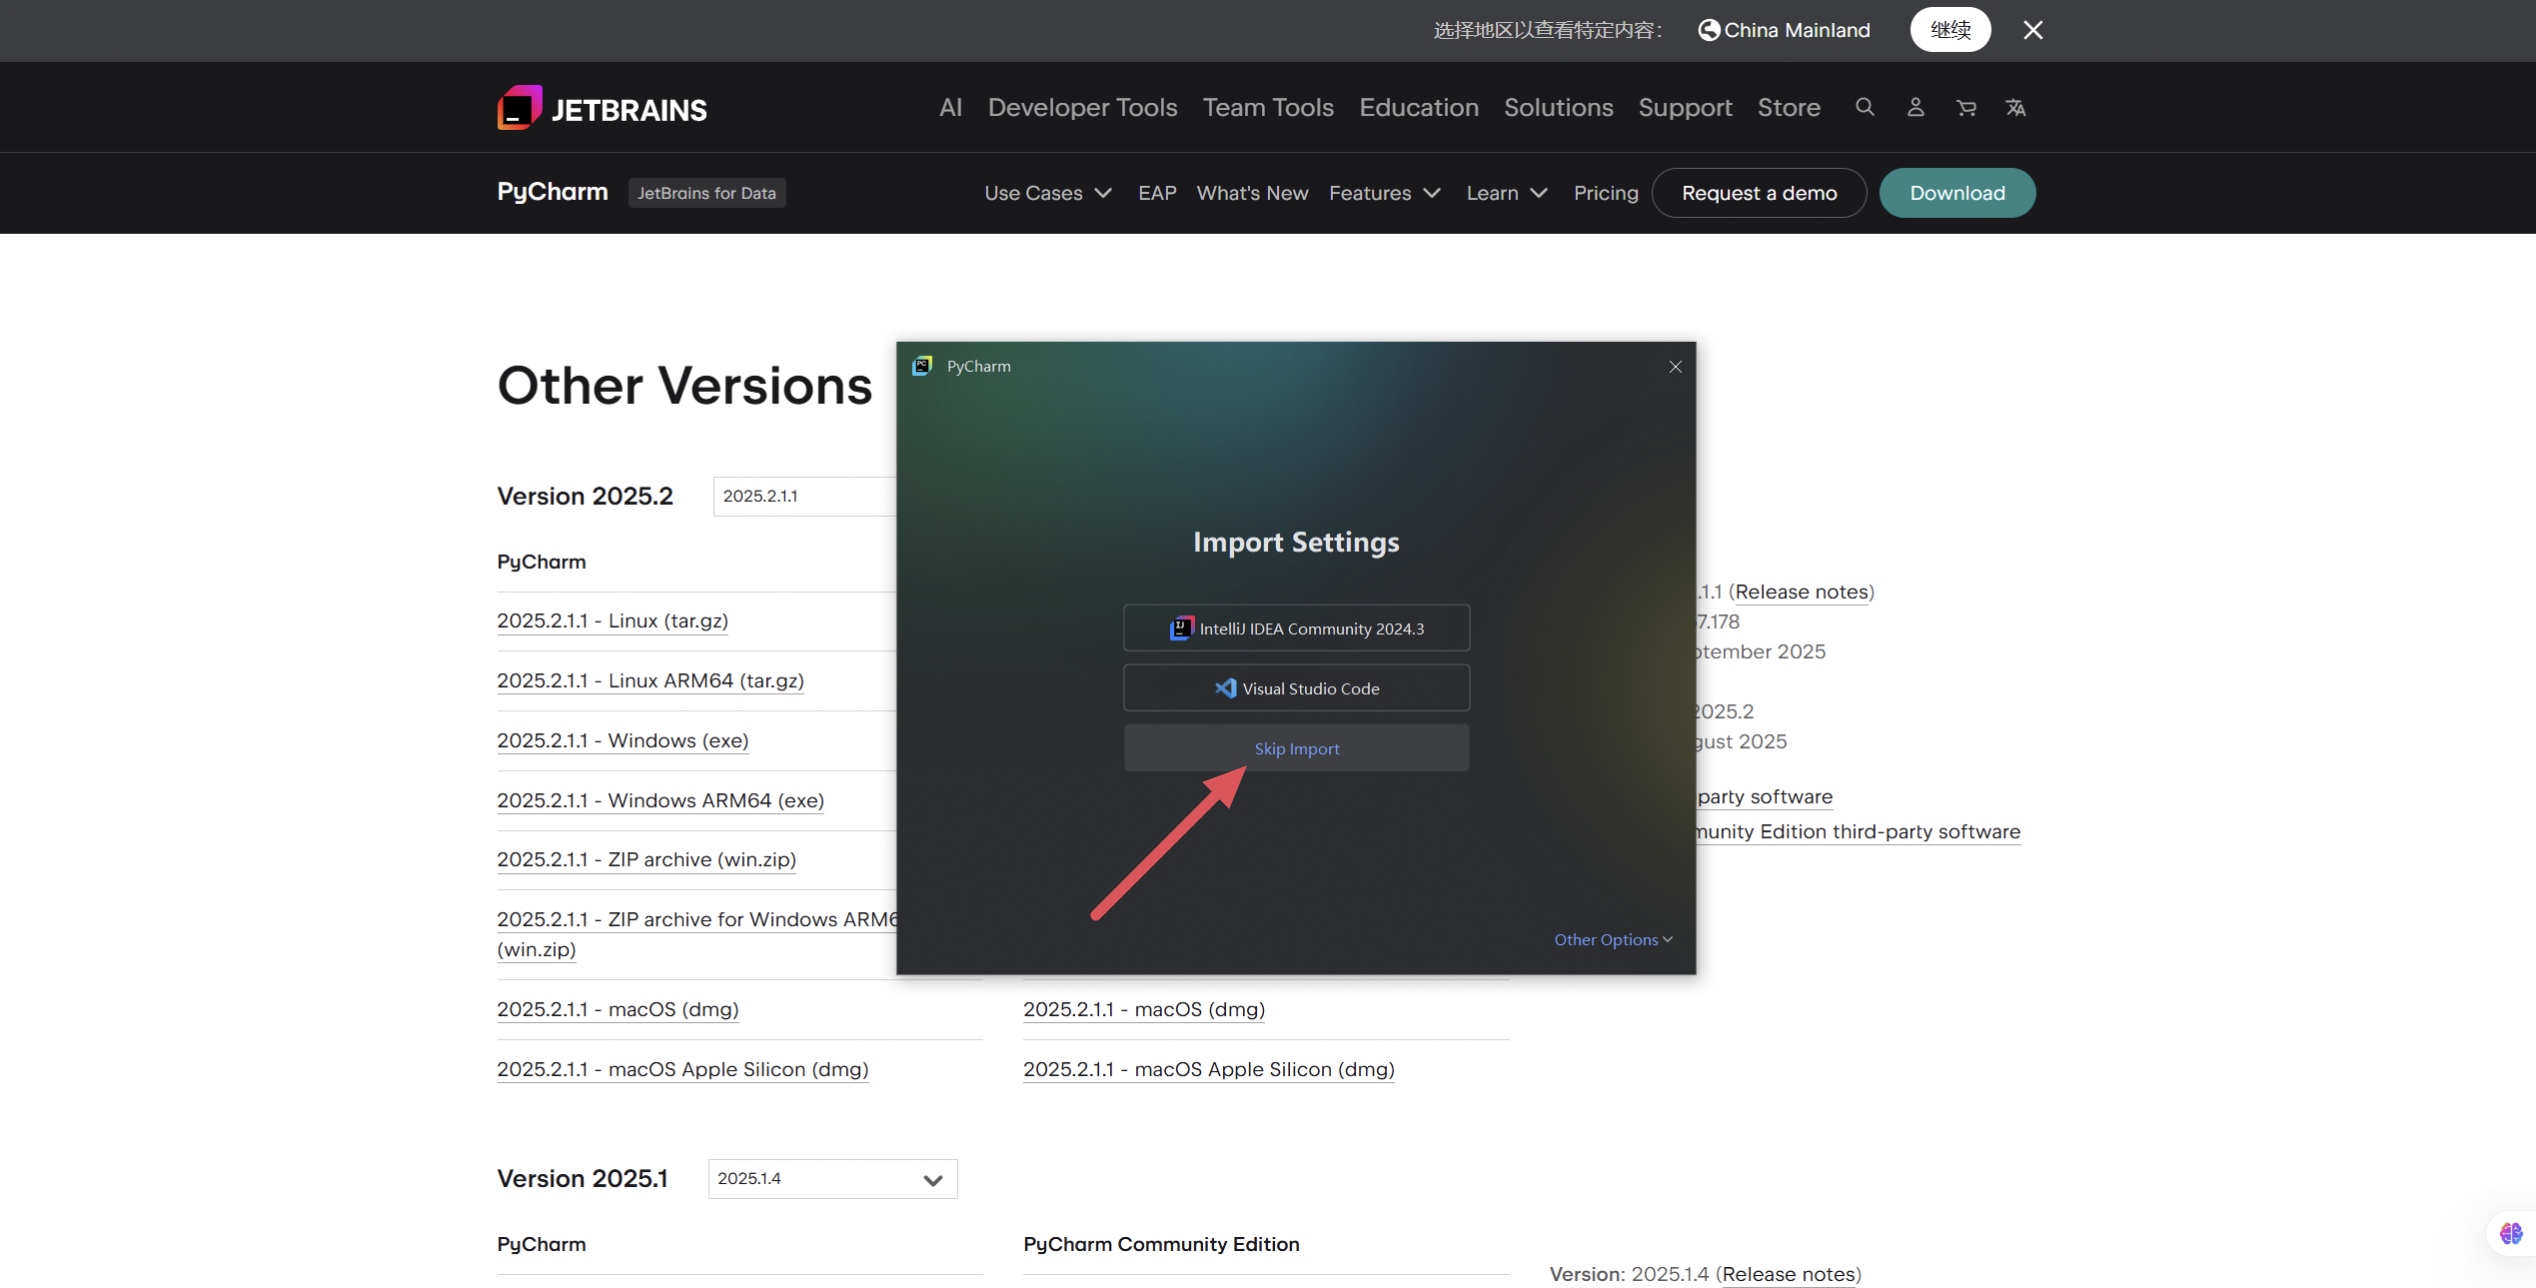 选择地区以查看特定内容：
China Mainland
继续
JETBRAINS
AI Developer Tools Team Tools Education Solutions Support Store
PyCharm JetBrains for Data
Use Cases EAP What's New Features Learn Pricing Request a demo Download
Other Versions
Version 2025.2 2025.2.1.1
PyCharm
2025.2.1.1 - Linux (tar.gz)
2025.2.1.1 - Linux ARM64 (tar.gz)
2025.2.1.1 - Windows (exe)
2025.2.1.1 - Windows ARM64 (exe)
2025.2.1.1 - ZIP archive (win.zip)
2025.2.1.1 - ZIP archive for Windows ARM6
(win.zip)
2025.2.1.1 - macOS (dmg)
2025.2.1.1 - macOS Apple Silicon (dmg)
PyCharm
Import Settings
IntelliJ IDEA Community 2024.3
Visual Studio Code
Skip Import
Other Options
2025.2.1.1 - macOS (dmg)
2025.2.1.1 - macOS Apple Silicon (dmg)
.1.1 (Release notes)
7.178
tember 2025
2025.2
gust 2025
party software
munity Edition third-party software
Version 2025.1 2025.1.4
PyCharm
PyCharm Community Edition
Version: 2025.1.4 (Release notes)